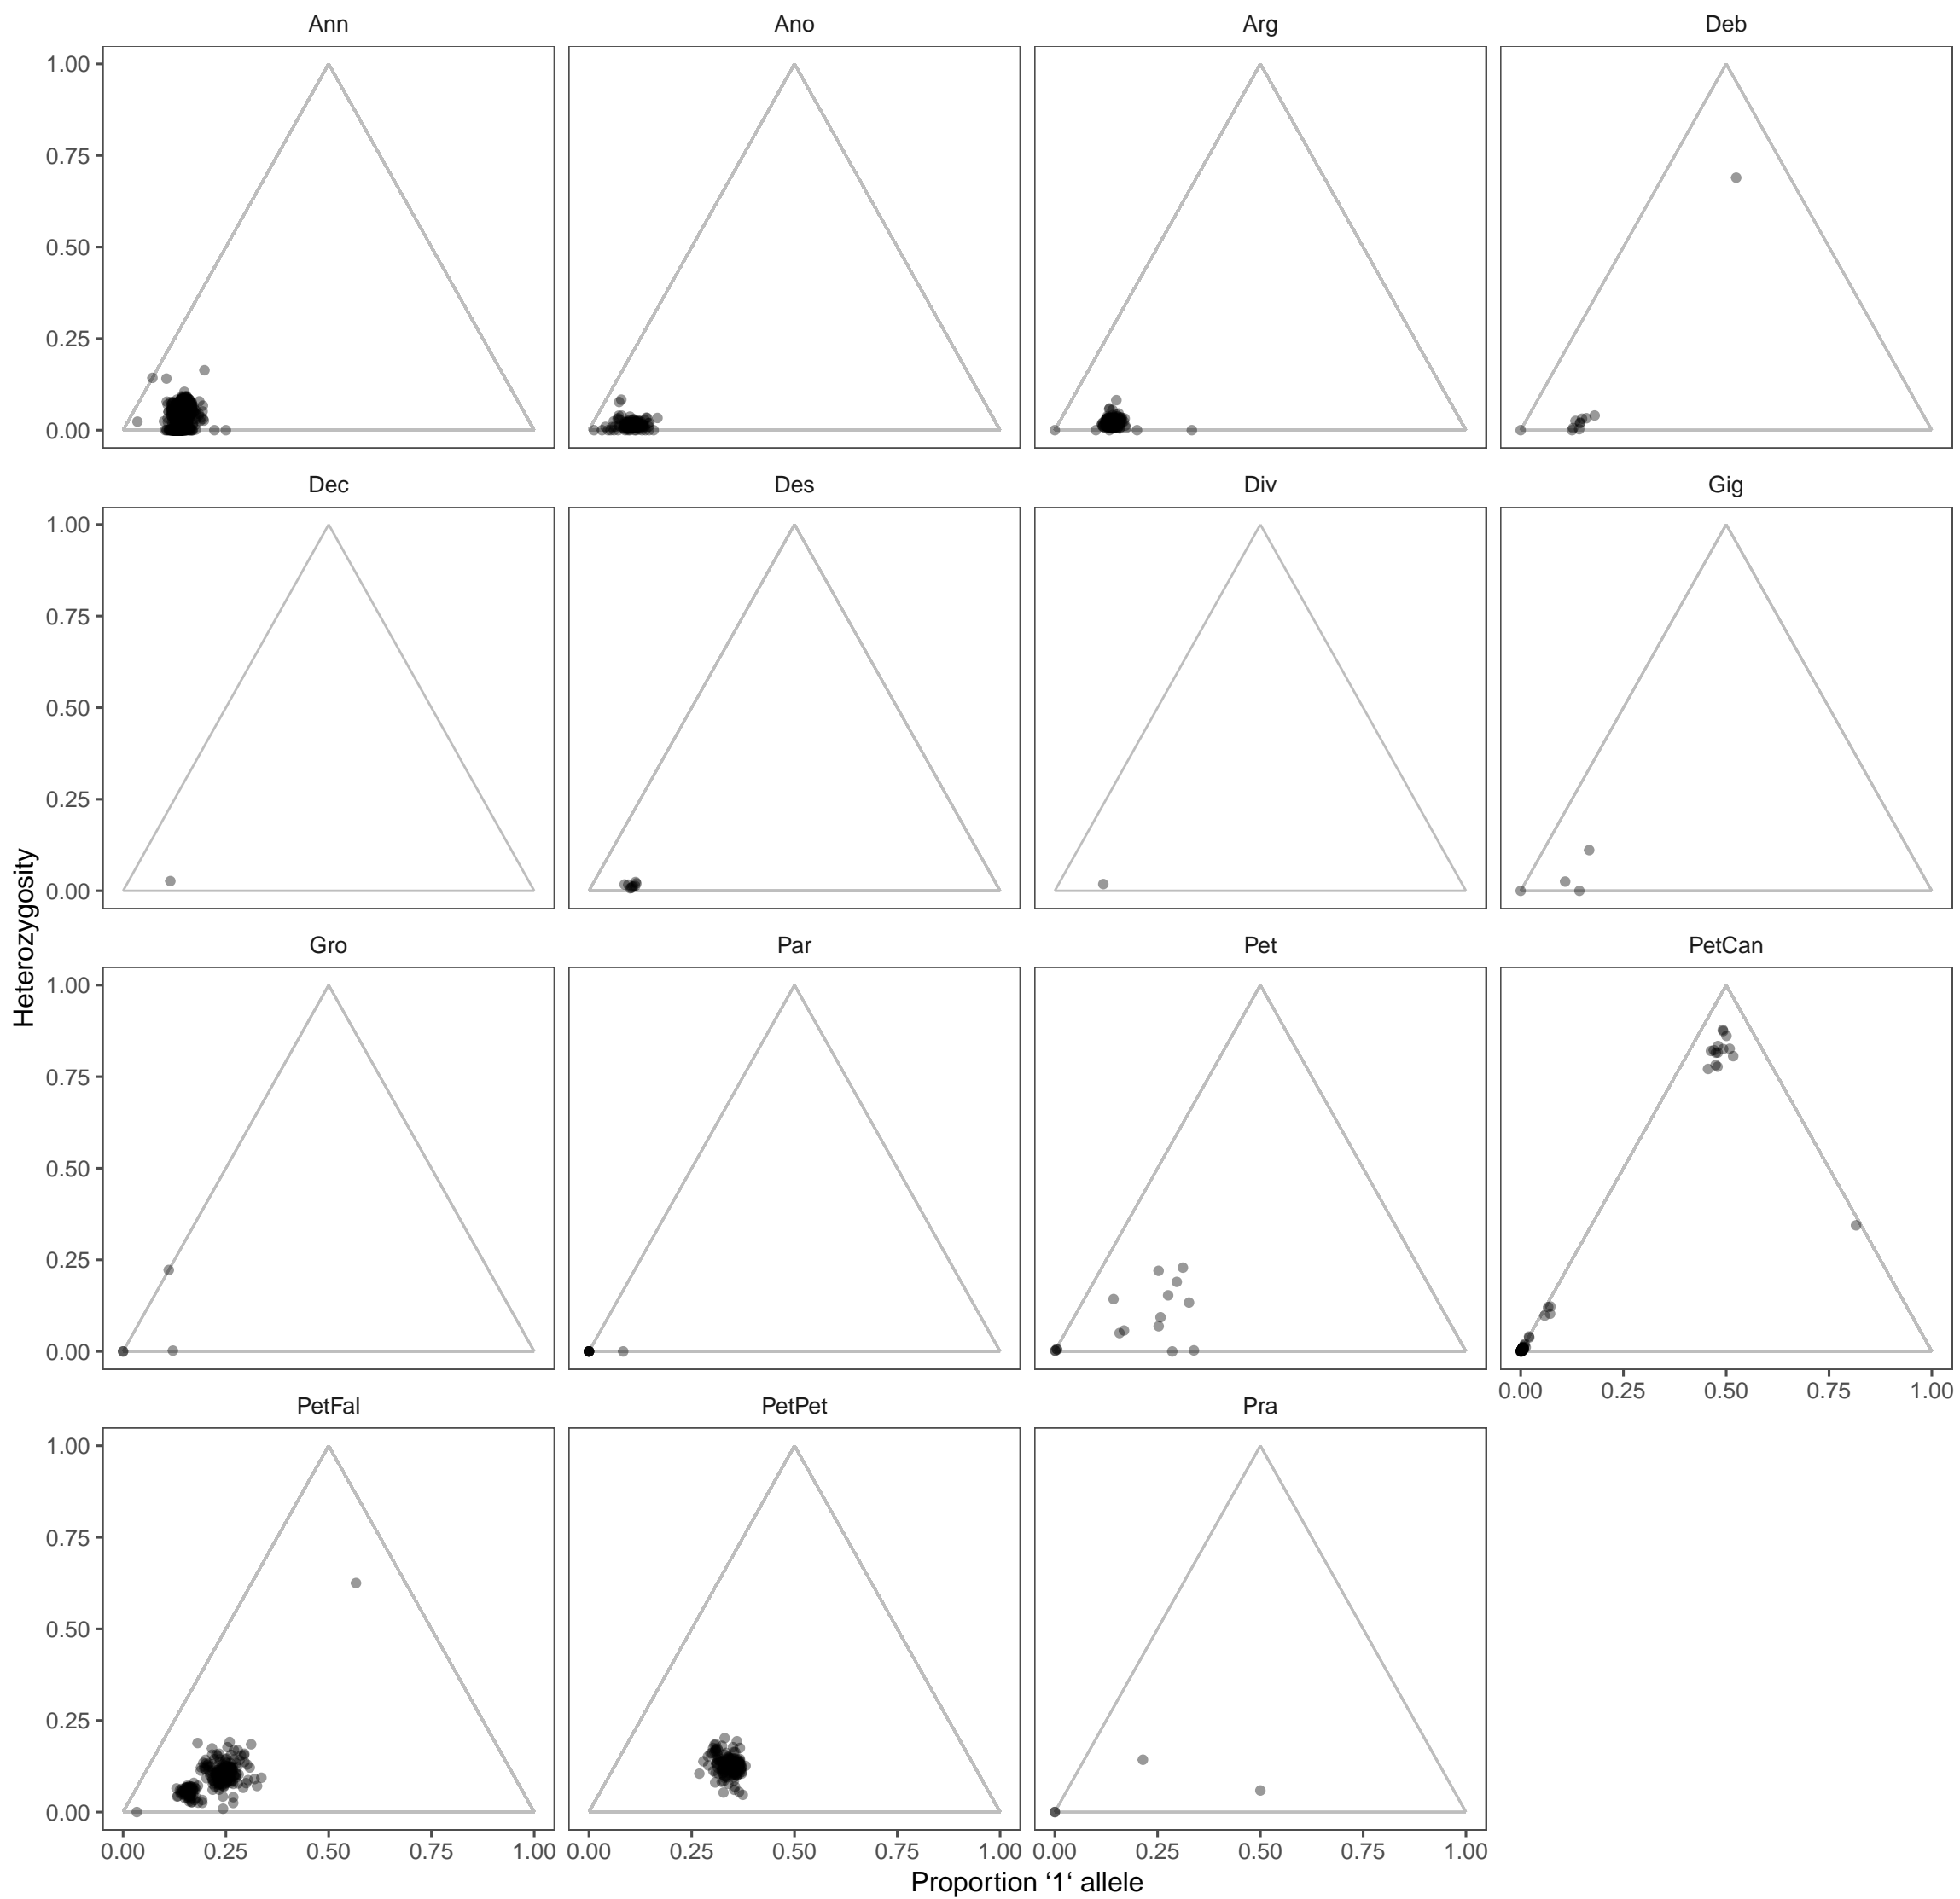 Ann Ano Arg Deb
1.00
0.75
0.50
0.25
0.00
Dec Des Div Gig
1.00
0.75
0.50
0.25
0.00
Heterozygosity
Gro Par Pet PetCan
1.00
0.75
0.50
0.25
0.00
0.00 0.25 0.50 0.75 1.00
PetFal PetPet Pra
1.00
0.75
0.50
0.25
0.00
0.00 0.25 0.50 0.75 1.00 0.00 0.25 0.50 0.75 1.00 0.00 0.25 0.50 0.75 1.00
Proportion ‘1‘ allele